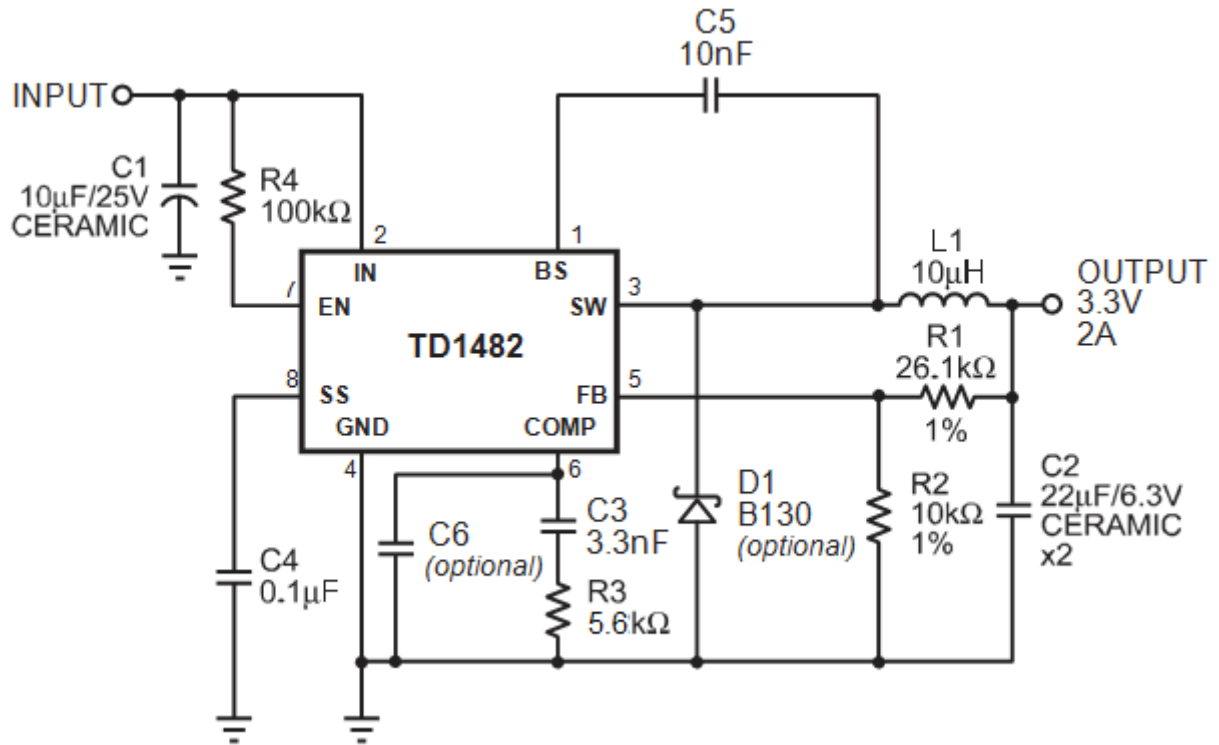 C5
10nF
INPUT
C1
10µF/25V
CERAMIC
R4
100kΩ
2
1
IN
BS
L1
10µH
OUTPUT
3.3V
2A
7
EN
3
SW
TD1482
R1
26.1kΩ
1%
8
SS
5
FB
GND
COMP
4
6
C4
0.1µF
C6
(optional)
C3
3.3nF
R3
5.6kΩ
D1
B130
(optional)
R2
10kΩ
1%
C2
22µF/6.3V
CERAMIC
x2